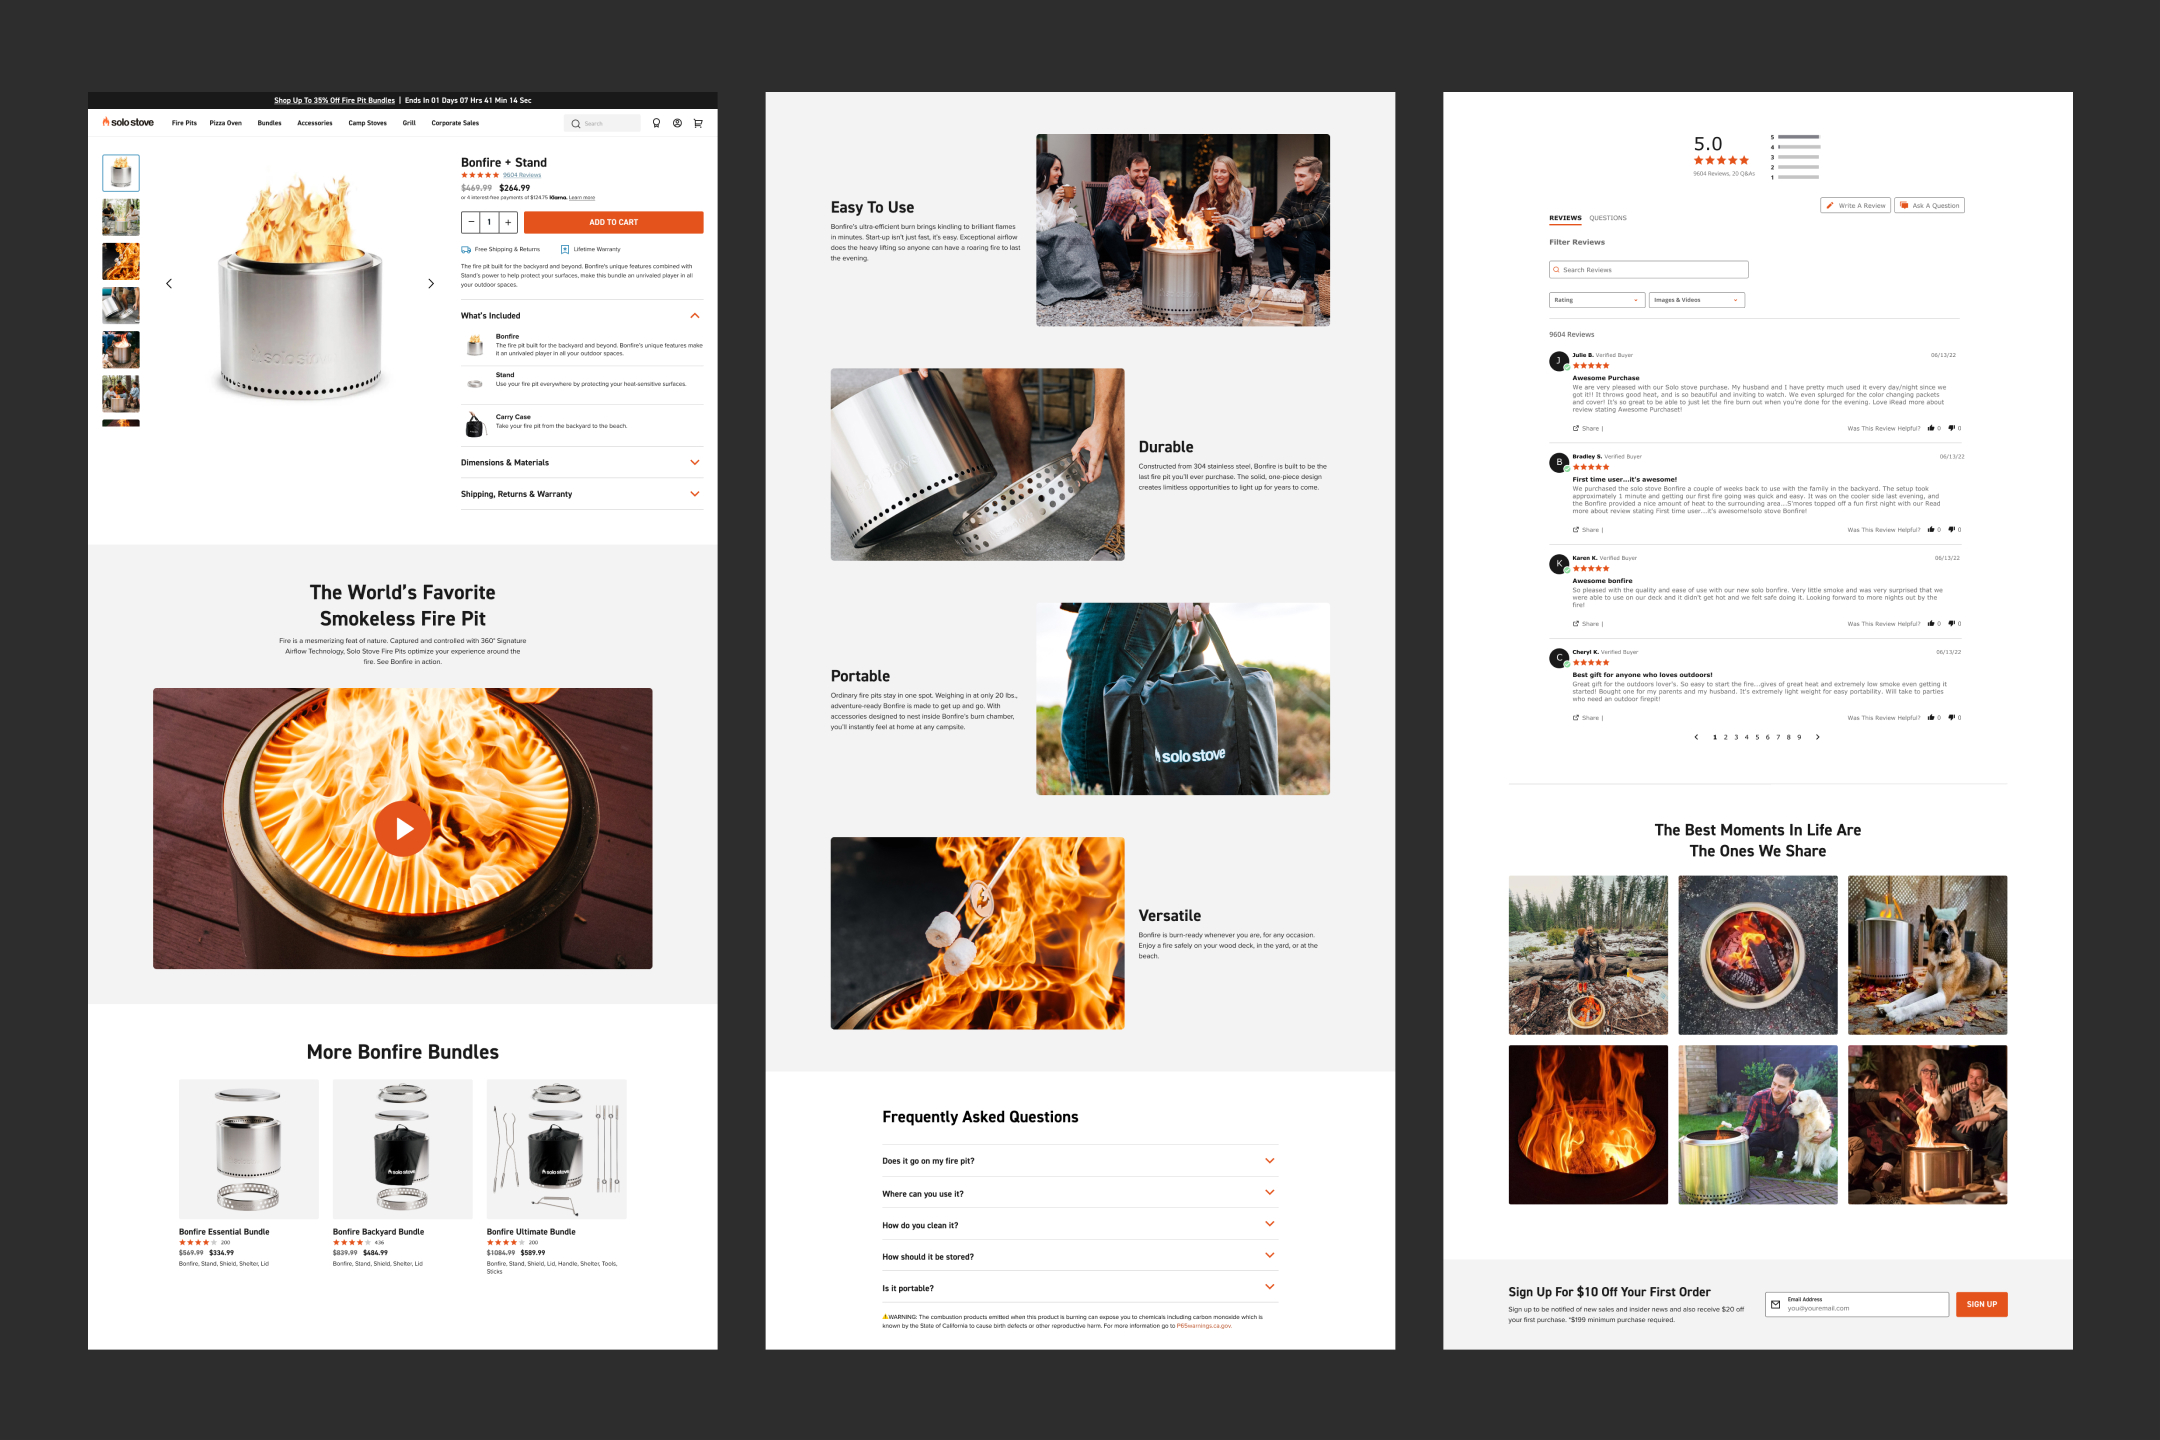 Shop Up To 35% Off Fire Pit Bundles | Ends In 01 Days 07 Hrs 41 Min 14 Sec
solo stove
Fire Pits Pizza Oven Bundles Accessories Camp Stoves Grill Corporate Sales
Search
Bonfire + Stand
9604 Reviews
$469.99 $264.99
or 4 interest-free payments of $124.75 Klarna. Learn more
− 1 +
ADD TO CART
Free Shipping & Returns
Lifetime Warranty
The fire pit built for the backyard and beyond. Bonfire's unique features combined with
Stand's power to help protect your surfaces, make this bundle an unrivaled player in all
your outdoor spaces.
What's Included
Bonfire
The fire pit built for the backyard and beyond. Bonfire's unique features make
it an unrivaled player in all your outdoor spaces.
Stand
Use your fire pit everywhere by protecting your heat-sensitive surfaces.
Carry Case
Take your fire pit from the backyard to the beach.
Dimensions & Materials
Shipping, Returns & Warranty
The World's Favorite
Smokeless Fire Pit
Fire is a mesmerizing feat of nature. Captured and controlled with 360° Signature
Airflow Technology, Solo Stove Fire Pits optimize your experience around the
fire. See Bonfire in action.
More Bonfire Bundles
solo stove
solo stove
Bonfire Essential Bundle
200
$569.99 $334.99
Bonfire, Stand, Shield, Shelter, Lid
Bonfire Backyard Bundle
436
$839.99 $484.99
Bonfire, Stand, Shield, Shelter, Lid
Bonfire Ultimate Bundle
200
$1084.99 $589.99
Bonfire, Stand, Shield, Lid, Handle, Shelter, Tools,
Sticks
Easy To Use
Bonfire's ultra-efficient burn brings kindling to brilliant flames
in minutes. Start-up isn't just fast, it's easy. Exceptional airflow
does the heavy lifting so anyone can have a roaring fire to last
the evening.
Durable
Constructed from 304 stainless steel, Bonfire is built to be the
last fire pit you'll ever purchase. The solid, one-piece design
creates limitless opportunities to light up for years to come.
Portable
Ordinary fire pits stay in one spot. Weighing in at only 20 lbs.,
adventure-ready Bonfire is made to get up and go. With
accessories designed to nest inside Bonfire's burn chamber,
you'll instantly feel at home at any campsite.
solo stove
Versatile
Bonfire is burn-ready whenever you are, for any occasion.
Enjoy a fire safely on your wood deck, in the yard, or at the
beach.
Frequently Asked Questions
Does it go on my fire pit?
Where can you use it?
How do you clean it?
How should it be stored?
Is it portable?
WARNING: The combustion products emitted when this product is burning can expose you to chemicals including carbon monoxide which is
known by the State of California to cause birth defects or other reproductive harm. For more information go to P65warnings.ca.gov.
5.0
9604 Reviews, 20 Q&As
5
4
3
2
1
Write A Review
Ask A Question
REVIEWS QUESTIONS
Filter Reviews
Search Reviews
Rating
Images & Videos
9604 Reviews
J
Julie B. Verified Buyer
06/13/22
Awesome Purchase
We are very pleased with our Solo stove purchase. My husband and I have pretty much used it every day/night since we
got it!! It throws good heat, and is so beautiful and inviting to watch. We even splurged for the color changing packets
and cover! It's so great to be able to just let the fire burn out when you're done for the evening. Love iRead more about
review stating Awesome Purchaset!
Share |
Was This Review Helpful? 0 0
B
Bradley S. Verified Buyer
06/13/22
First time user...it's awesome!
We purchased the solo stove Bonfire a couple of weeks back to use with the family in the backyard. The setup took
approximately 1 minute and getting our first fire going was quick and easy. It was on the cooler side last evening, and
the Bonfire provided a nice amount of heat to the surrounding area...S'mores topped off a fun first night with our Read
more about review stating First time user...it's awesome!solo stove Bonfire!
Share |
Was This Review Helpful? 0 0
K
Karen K. Verified Buyer
06/13/22
Awesome bonfire
So pleased with the quality and ease of use with our new solo bonfire. Very little smoke and was very surprised that we
were able to use on our deck and it didn't get hot and we felt safe doing it. Looking forward to more nights out by the
fire!
Share |
Was This Review Helpful? 0 0
C
Cheryl K. Verified Buyer
06/13/22
Best gift for anyone who loves outdoors!
Great gift for the outdoors lover's. So easy to start the fire...gives of great heat and extremely low smoke even getting it
started! Bought one for my parents and my husband. It's extremely light weight for easy portability. Will take to parties
who need an outdoor firepit!
Share |
Was This Review Helpful? 0 0
1 2 3 4 5 6 7 8 9
The Best Moments In Life Are
The Ones We Share
Sign Up For $10 Off Your First Order
Sign up to be notified of new sales and insider news and also receive $20 off
your first purchase. *$199 minimum purchase required.
Email Address
you@youremail.com
SIGN UP